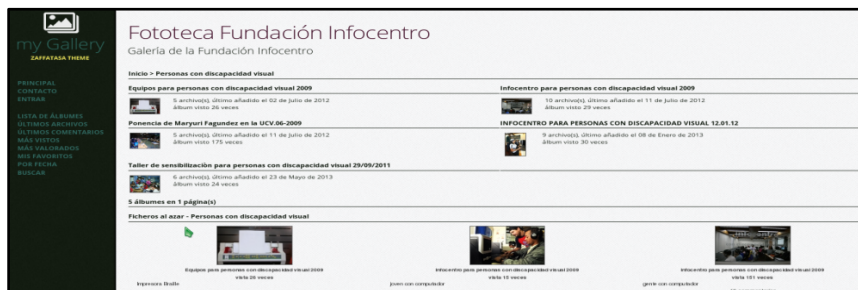 my Gallery
ZAFFATASA THEME
PRINCIPAL
CONTACTO
ENTRAR
LISTA DE ÁLBUMES
ÚLTIMOS ARCHIVOS
ÚLTIMOS COMENTARIOS
MÁS VISTOS
MÁS VALORADOS
MIS FAVORITOS
POR FECHA
BUSCAR
Fototeca Fundación Infocentro
Galería de la Fundación Infocentro
Inicio > Personas con discapacidad visual
Equipos para personas con discapacidad visual 2009
5 archivo(s), último añadido el 02 de Julio de 2012
álbum visto 26 veces
Infocentro para personas con discapacidad visual 2009
10 archivo(s), último añadido el 11 de Julio de 2012
álbum visto 29 veces
Ponencia de Maryuri Fagundez en la UCV.06-2009
5 archivo(s), último añadido el 11 de Julio de 2012
álbum visto 175 veces
INFOCENTRO PARA PERSONAS CON DISCAPACIDAD VISUAL 12.01.12
9 archivo(s), último añadido el 08 de Enero de 2013
álbum visto 30 veces
Taller de sensibilización para personas con discapacidad visual 29/09/2011
6 archivo(s), último añadido el 23 de Mayo de 2013
álbum visto 24 veces
5 álbumes en 1 página(s)
Ficheros al azar - Personas con discapacidad visual
Equipos para personas con discapacidad visual 2009
Impresora Braille
Infocentro para personas con discapacidad visual 2009
vista 15 veces
joven con computador
Infocentro para personas con discapacidad visual 2009
vista 151 veces
gente con computador